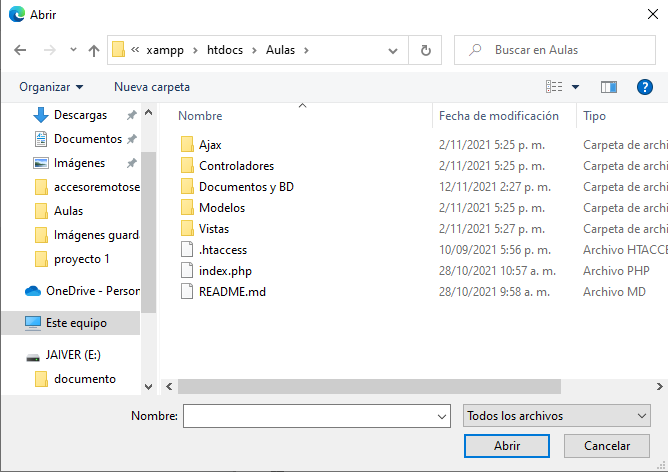 Abrir
xampp htdocs Aulas
Buscar en Aulas
Organizar Nueva carpeta
Descargas
Documentos
Imágenes
accesoremotose
Aulas
Imágenes guard
proyecto 1
OneDrive - Person
Este equipo
JAIVER (E:)
documento
Nombre Fecha de modificación Tipo
Ajax 2/11/2021 5:25 p. m. Carpeta de archi
Controladores 2/11/2021 5:25 p. m. Carpeta de archi
Documentos y BD 12/11/2021 2:27 p. m. Carpeta de archi
Modelos 2/11/2021 5:25 p. m. Carpeta de archi
Vistas 2/11/2021 5:27 p. m. Carpeta de archi
.htaccess 10/09/2021 5:56 p. m. Archivo HTACCE
index.php 28/10/2021 10:57 a. m. Archivo PHP
README.md 28/10/2021 9:58 a. m. Archivo MD
Nombre: Todos los archivos
Abrir Cancelar